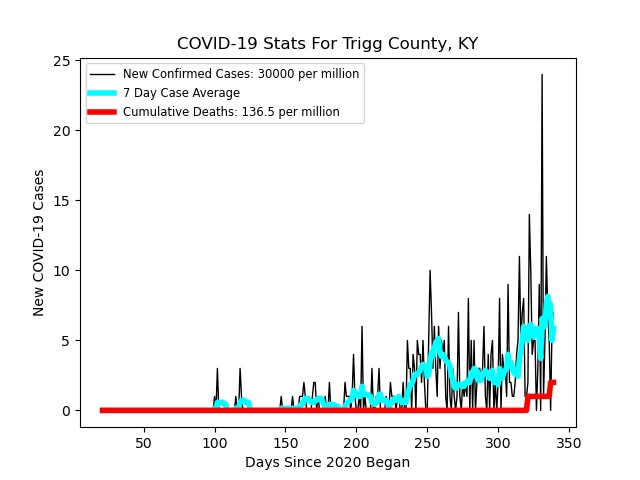 COVID-19 Stats For Trigg County, KY
New Confirmed Cases: 30000 per million
7 Day Case Average
Cumulative Deaths: 136.5 per million
New COVID-19 Cases
25
20
15
10
5
0
50
100
150
200
250
300
350
Days Since 2020 Began